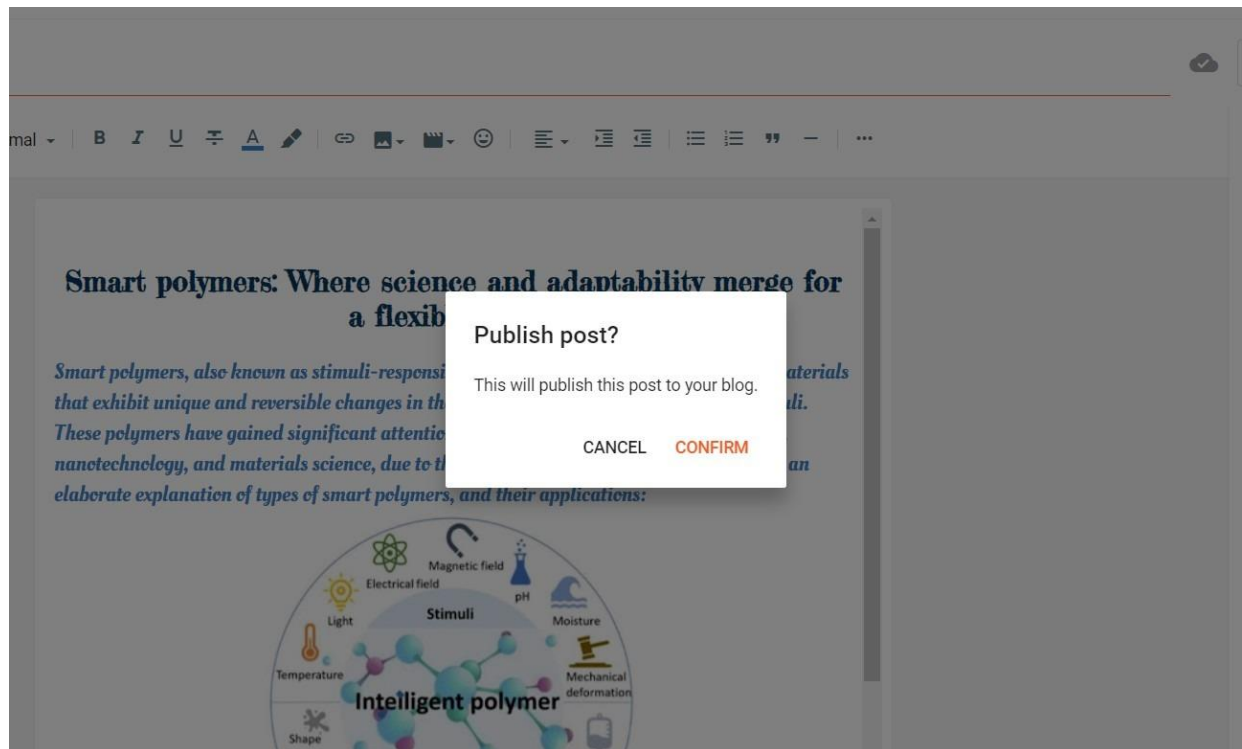 mal
B I U A
Smart polymers: Where science and adaptability merge for
a flexib
Smart polymers, also known as stimuli-responsi aterials
that exhibit unique and reversible changes in th uli.
These polymers have gained significant attentio
nanotechnology, and materials science, due to th an
elaborate explanation of types of smart polymers, and their applications:
Publish post?
This will publish this post to your blog.
CANCEL CONFIRM
Magnetic field
Electrical field
pH
Light
Stimuli
Moisture
Temperature
Mechanical
deformation
Intelligent polymer
Shape